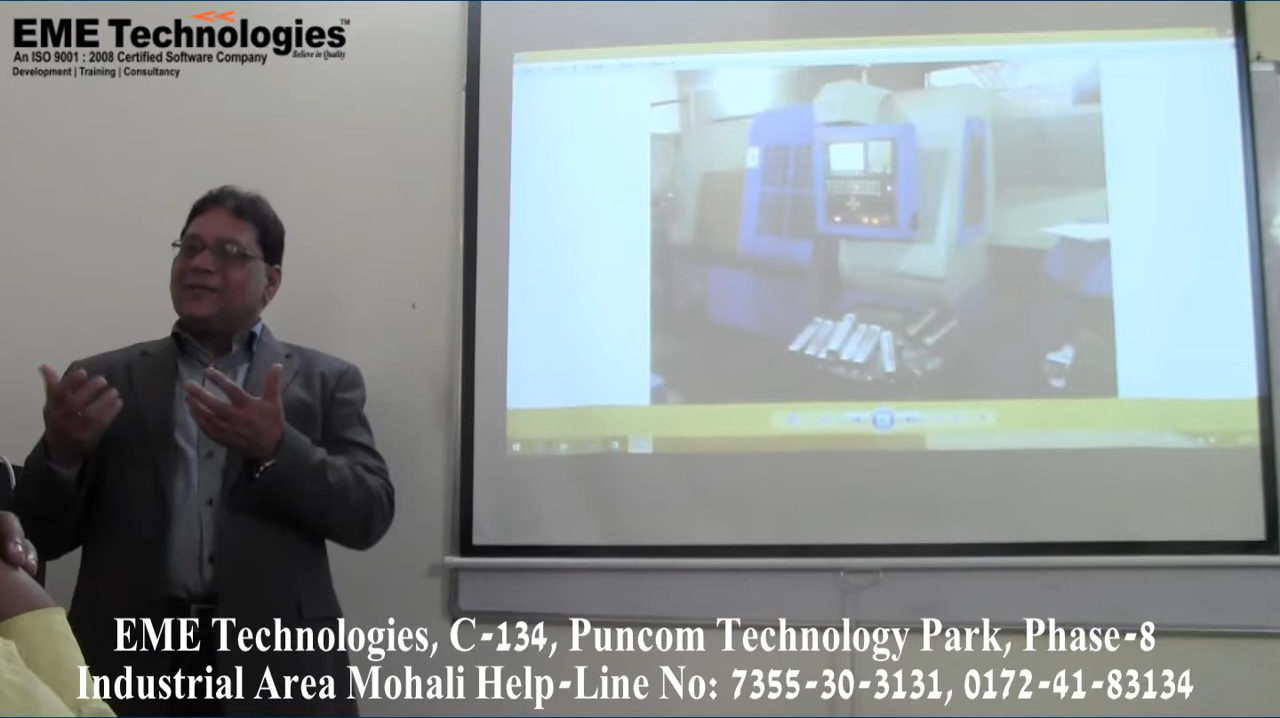 EME Technologies™
An ISO 9001 : 2008 Certified Software Company Believe in Quality
Development | Training | Consultancy
EME Technologies, C-134, Puncom Technology Park, Phase-8
Industrial Area Mohali Help-Line No: 7355-30-3131, 0172-41-83134